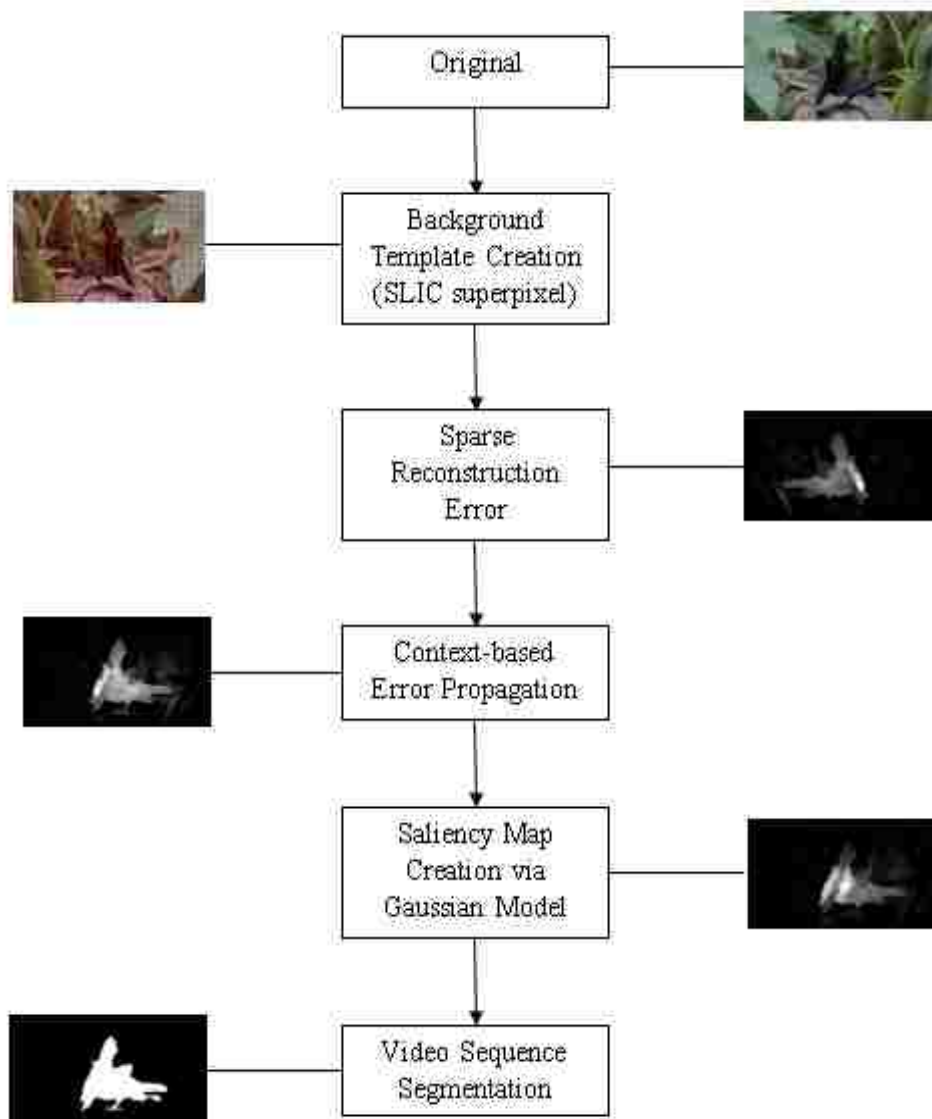 Original
Background
Template Creation
(SLIC superpixel)
Sparse
Reconstruction
Error
Context-based
Error Propagation
Saliency Map
Creation via
Gaussian Model
Video Sequence
Segmentation